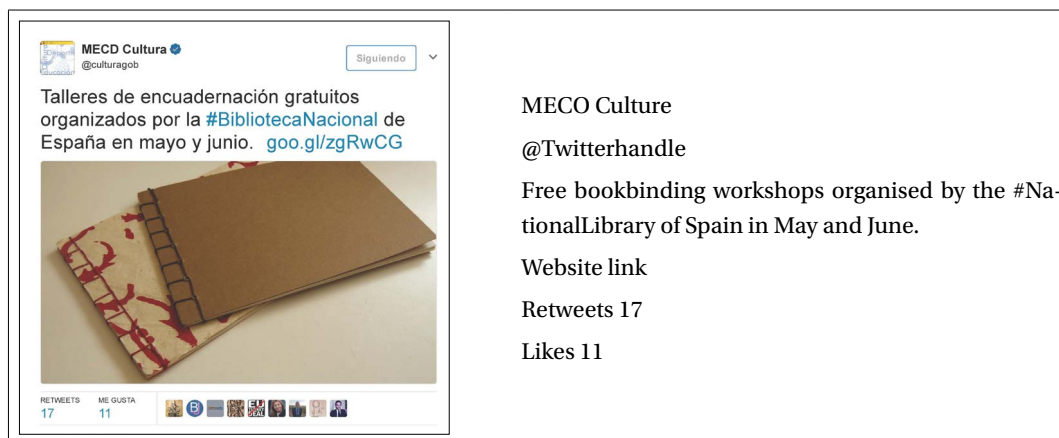 MECD Cultura
@culturagob
Siguiendo
Talleres de encuadernación gratuitos
organizados por la #BibliotecaNacional de
España en mayo y junio. goo.gl/zgRwCG
RETWEETS
17
ME GUSTA
11
MECO Culture
@Twitterhandle
Free bookbinding workshops organised by the #Na-
tionalLibrary of Spain in May and June.
Website link
Retweets 17
Likes 11